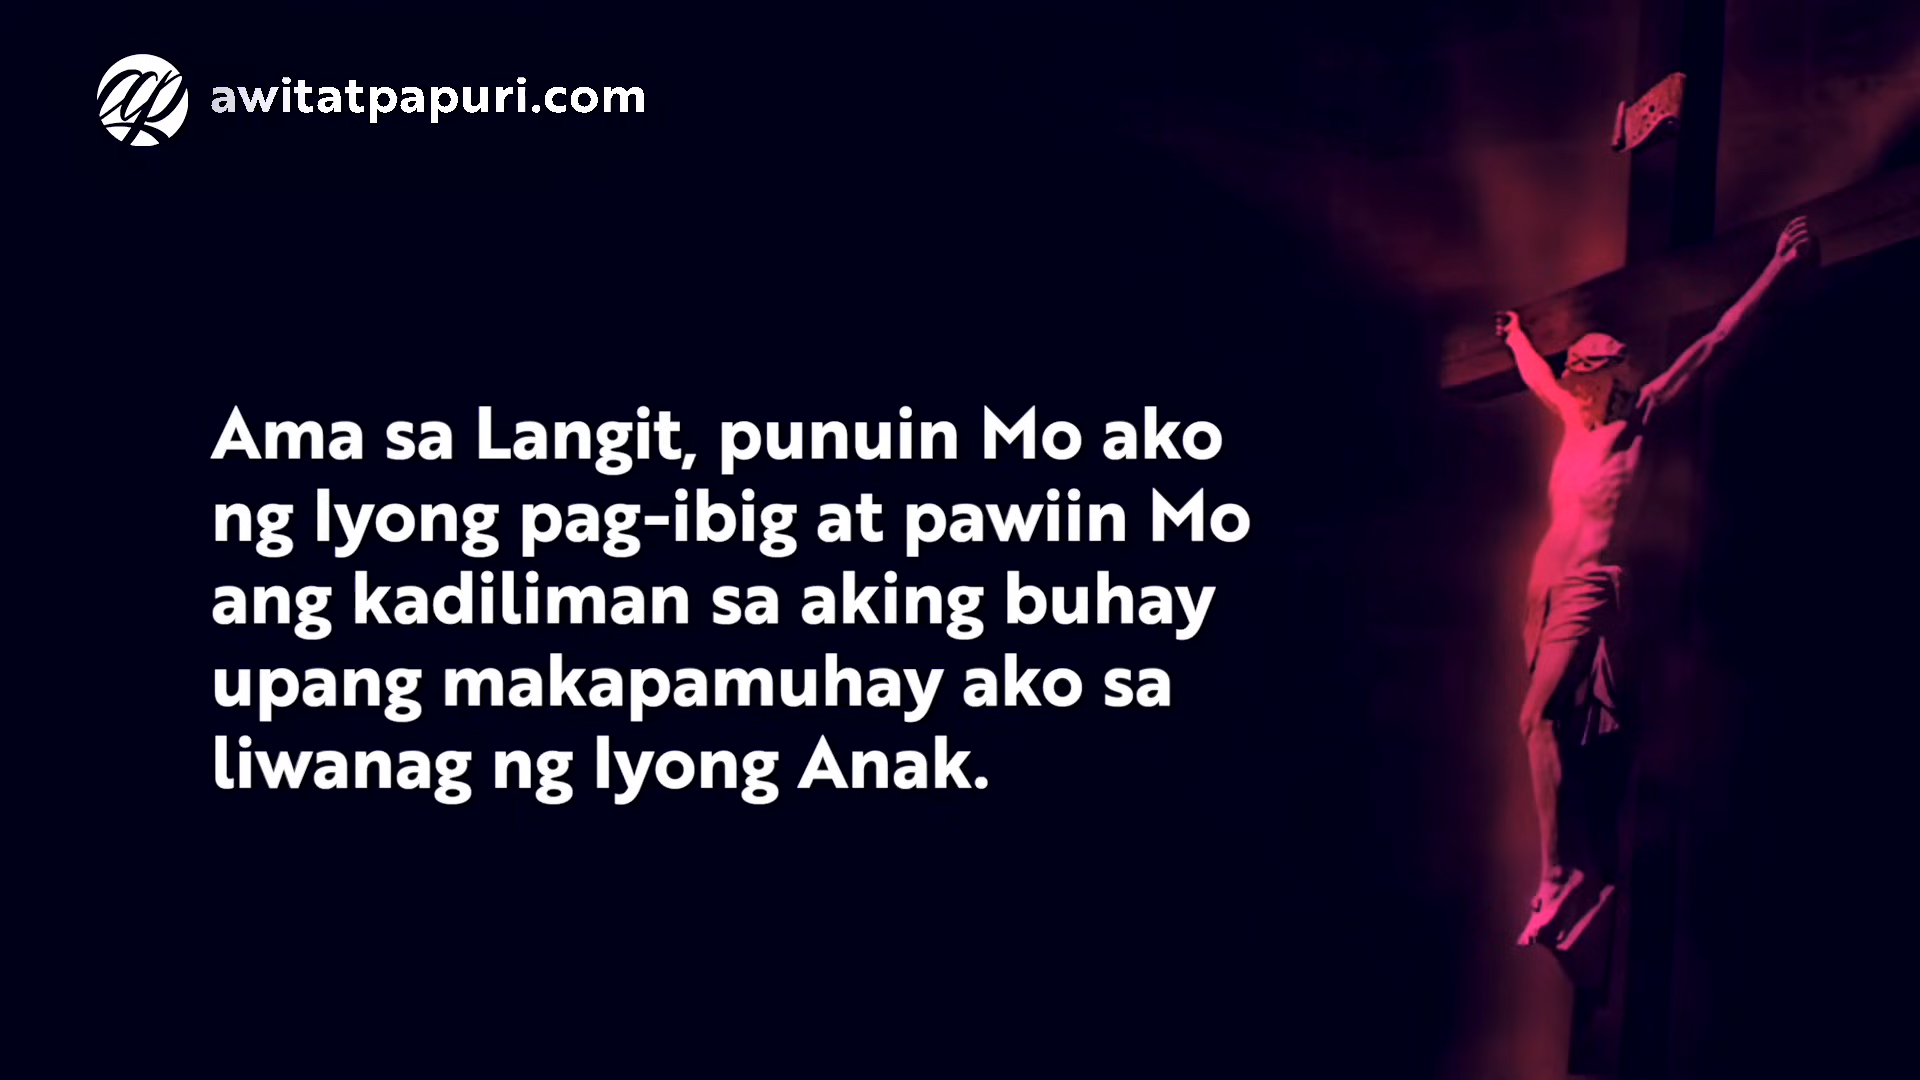 awitatpapuri.com
Ama sa Langit, punuin Mo ako
ng Iyong pag-ibig at pawiin Mo
ang kadiliman sa aking buhay
upang makapamuhay ako sa
liwanag ng Iyong Anak.